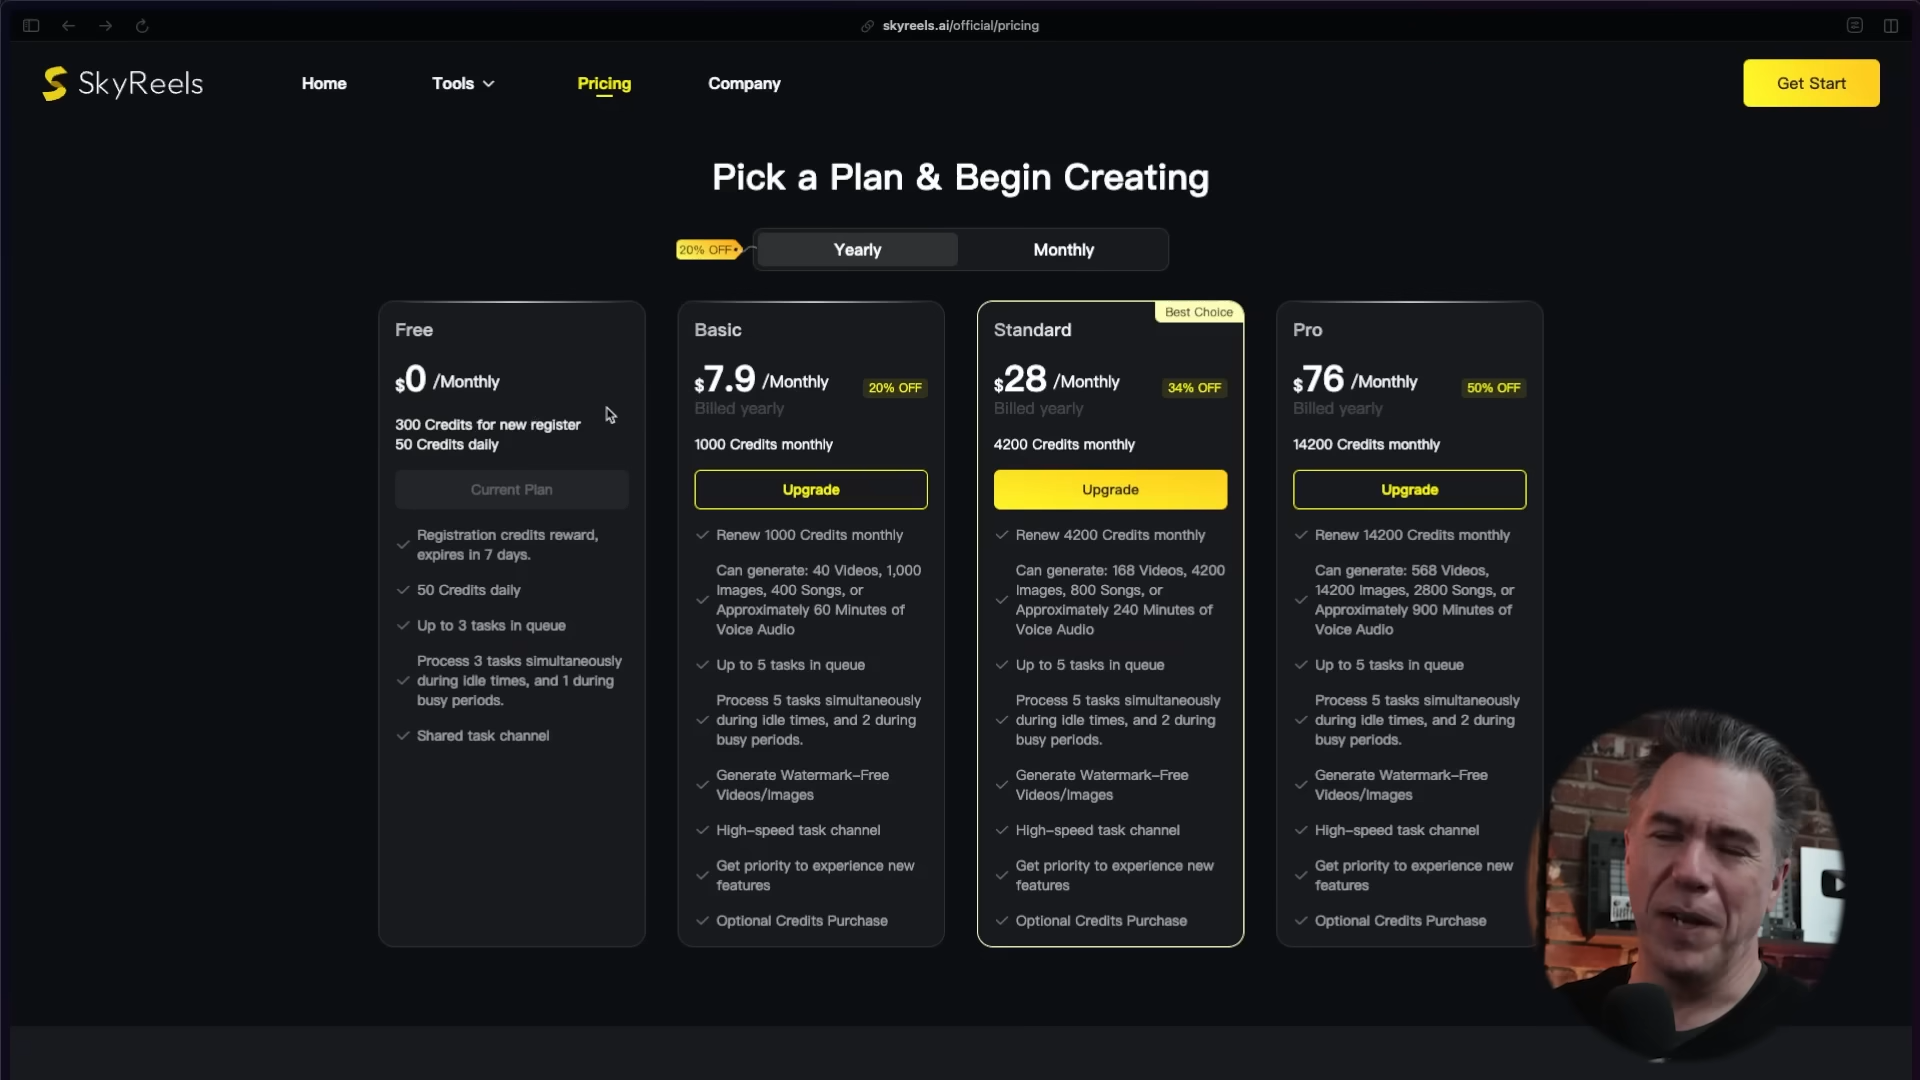 skyreels.ai/official/pricing
SkyReels
Home
Tools
Pricing
Company
Get Start
Pick a Plan & Begin Creating
20% OFF
Yearly
Monthly
Free
$0 /Monthly
300 Credits for new register
50 Credits daily
Current Plan
Registration credits reward,
expires in 7 days.
50 Credits daily
Up to 3 tasks in queue
Process 3 tasks simultaneously
during idle times, and 1 during
busy periods.
Shared task channel
Basic
$7.9 /Monthly
20% OFF
Billed yearly
1000 Credits monthly
Upgrade
Renew 1000 Credits monthly
Can generate: 40 Videos, 1,000
Images, 400 Songs, or
Approximately 60 Minutes of
Voice Audio
Up to 5 tasks in queue
Process 5 tasks simultaneously
during idle times, and 2 during
busy periods.
Generate Watermark-Free
Videos/Images
High-speed task channel
Get priority to experience new
features
Optional Credits Purchase
Best Choice
Standard
$28 /Monthly
34% OFF
Billed yearly
4200 Credits monthly
Upgrade
Renew 4200 Credits monthly
Can generate: 168 Videos, 4200
Images, 800 Songs, or
Approximately 240 Minutes of
Voice Audio
Up to 5 tasks in queue
Process 5 tasks simultaneously
during idle times, and 2 during
busy periods.
Generate Watermark-Free
Videos/Images
High-speed task channel
Get priority to experience new
features
Optional Credits Purchase
Pro
$76 /Monthly
50% OFF
Billed yearly
14200 Credits monthly
Upgrade
Renew 14200 Credits monthly
Can generate: 568 Videos,
14200 Images, 2800 Songs, or
Approximately 900 Minutes of
Voice Audio
Up to 5 tasks in queue
Process 5 tasks simultaneously
during idle times, and 2 during
busy periods.
Generate Watermark-Free
Videos/Images
High-speed task channel
Get priority to experience new
features
Optional Credits Purchase